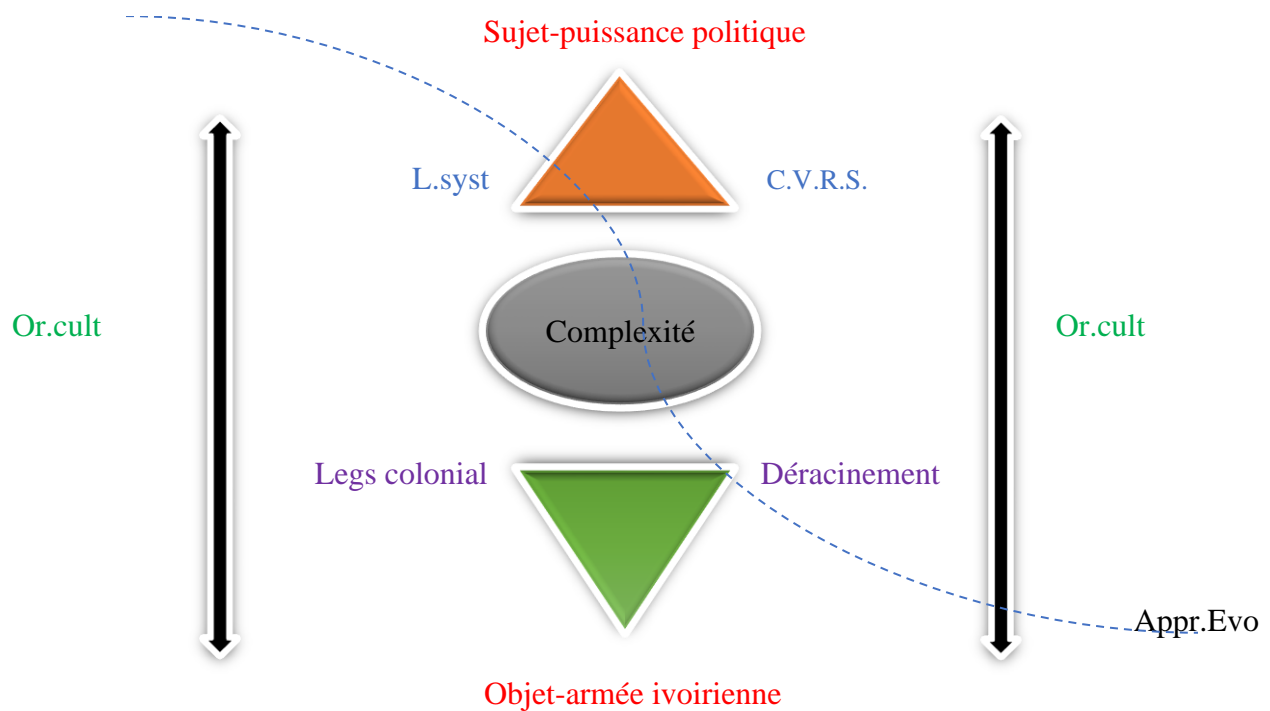 Sujet-puissance politique
L.syst
C.V.R.S.
Or.cult
Complexité
Or.cult
Legs colonial
Déracinement
Appr.Evo
Objet-armée ivoirienne